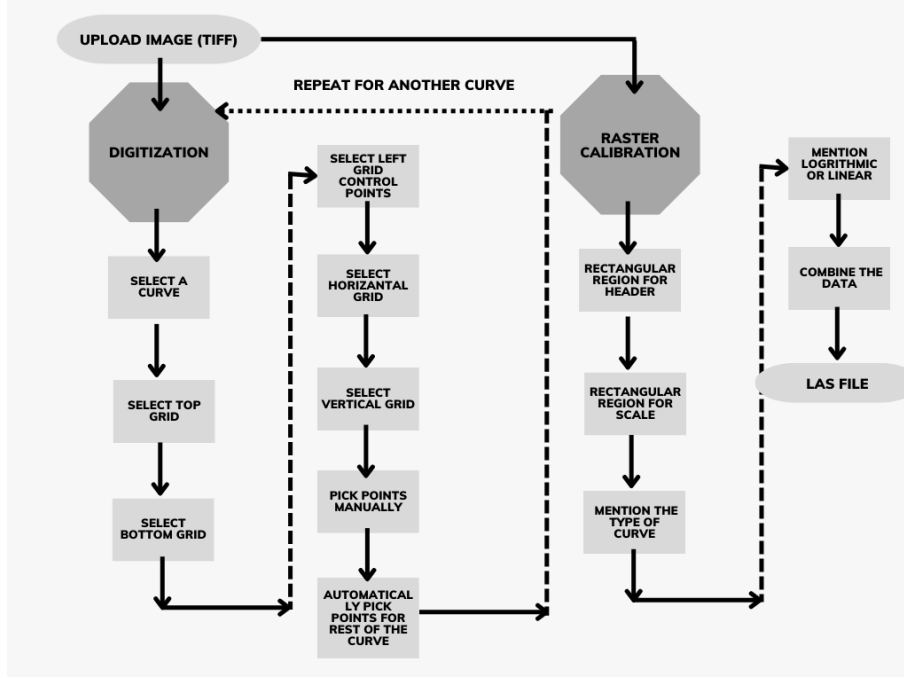 UPLOAD IMAGE (TIFF)
REPEAT FOR ANOTHER CURVE
DIGITIZATION
SELECT A
CURVE
SELECT TOP
GRID
SELECT
BOTTOM GRID
SELECT LEFT
GRID
CONTROL
POINTS
SELECT
HORIZANTAL
GRID
SELECT
VERTICAL GRID
PICK POINTS
MANUALLY
AUTOMATICAL
LY PICK
POINTS FOR
REST OF THE
CURVE
RASTER
CALIBRATION
RECTANGULAR
REGION FOR
HEADER
RECTANGULAR
REGION FOR
SCALE
MENTION THE
TYPE OF
CURVE
MENTION
LOGRITHMIC
OR LINEAR
COMBINE THE
DATA
LAS FILE